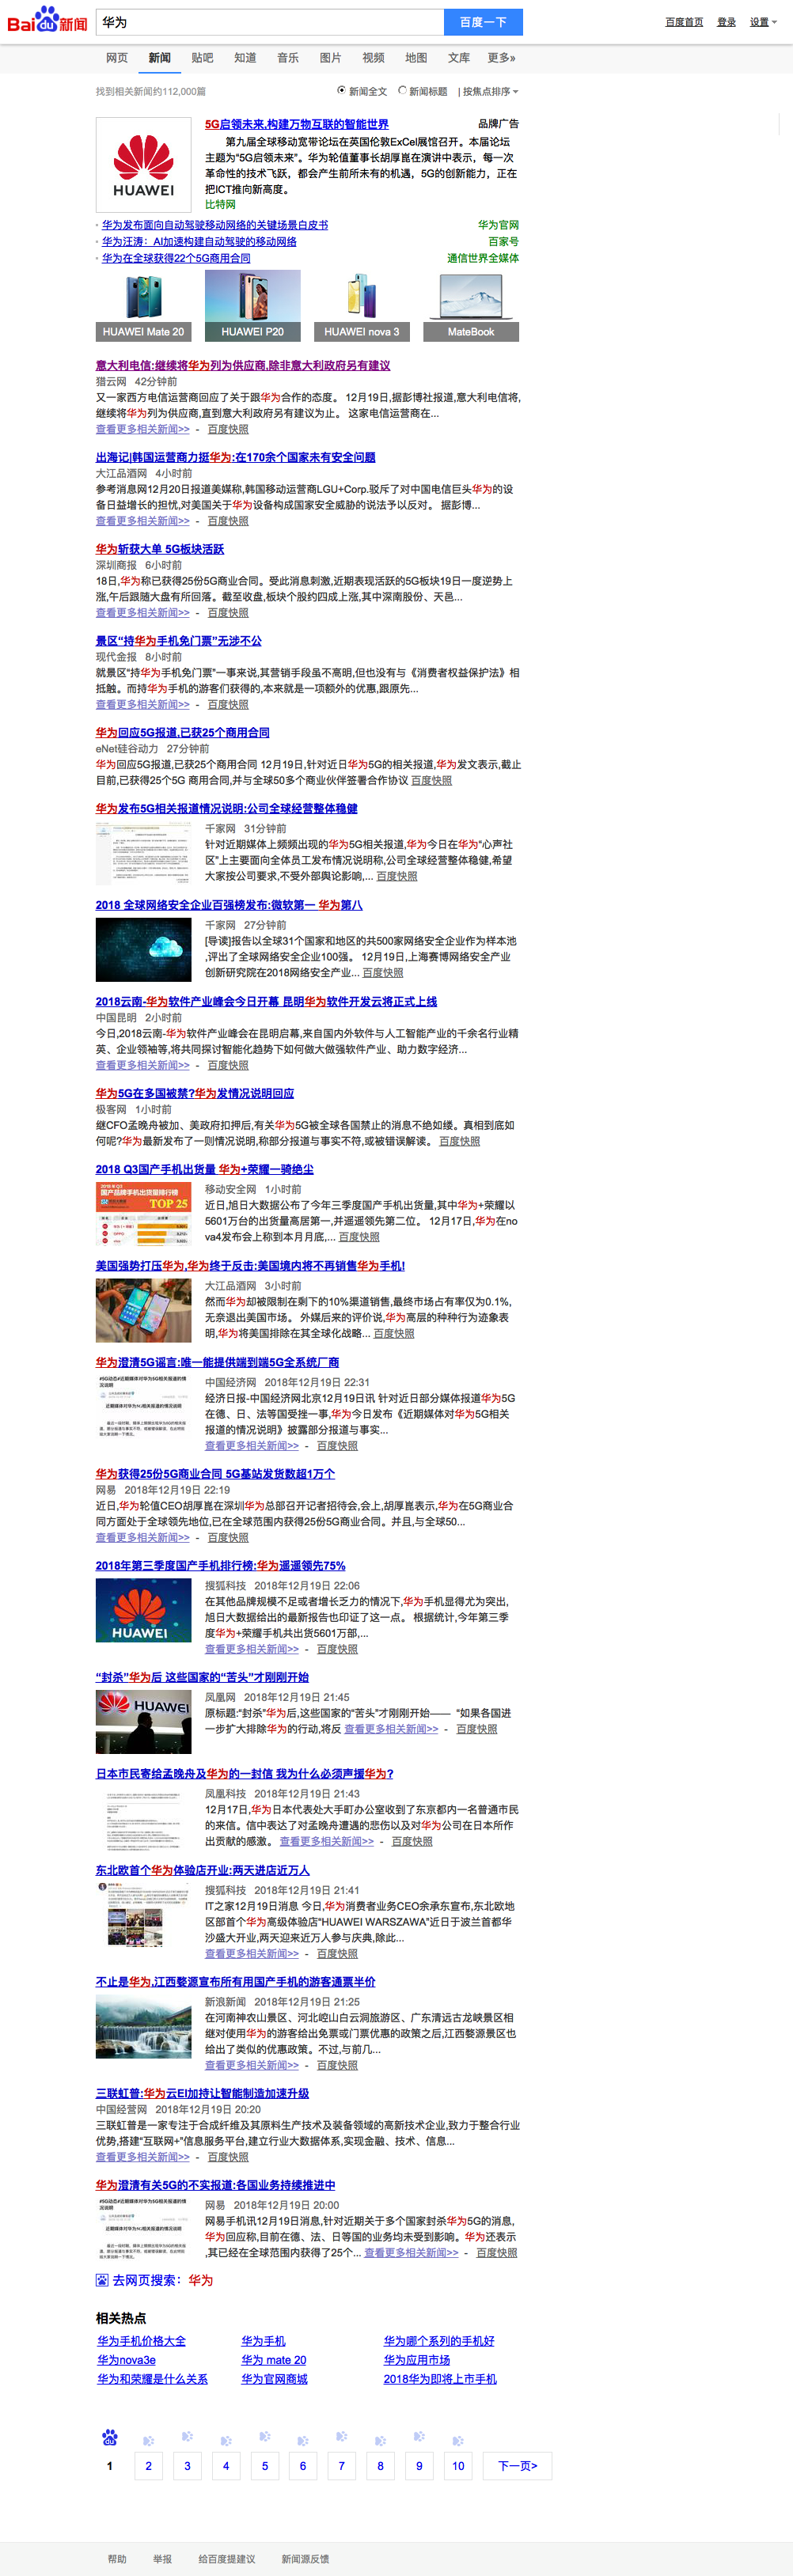 Baidu新闻 华为 百度一下 百度首页 登录 设置
网页 新闻 贴吧 知道 音乐 图片 视频 地图 文库 更多»
找到相关新闻约112,000篇 新闻全文 新闻标题 | 按焦点排序
5G启领未来,构建万物互联的智能世界 品牌广告
第九届全球移动宽带论坛在英国伦敦ExCeL展馆召开。本届论坛
主题为“5G启领未来”。华为轮值董事长胡厚崑在演讲中表示，每一次
革命性的技术飞跃，都会产生前所未有的机遇，5G的创新能力，正在
把ICT推向新高度。
HUAWEI
比特网
华为发布面向自动驾驶移动网络的关键场景白皮书 华为官网
华为汪涛：AI加速构建自动驾驶的移动网络 百家号
华为在全球获得22个5G商用合同 通信世界全媒体
HUAWEI Mate 20 HUAWEI P20 HUAWEI nova 3 MateBook
意大利电信:继续将华为列为供应商,除非意大利政府另有建议
猎云网 42分钟前
又一家西方电信运营商回应了关于跟华为合作的态度。 12月19日,据彭博社报道,意大利电信将,
继续将华为列为供应商,直到意大利政府另有建议为止。 这家电信运营商在...
查看更多相关新闻>> - 百度快照
出海记|韩国运营商力挺华为:在170余个国家未有安全问题
大江品酒网 4小时前
参考消息网12月20日报道美媒称,韩国移动运营商LGU+Corp.驳斥了对中国电信巨头华为的设
备日益增长的担忧,对美国关于华为设备构成国家安全威胁的说法予以反对。 据彭博...
查看更多相关新闻>> - 百度快照
华为斩获大单 5G板块活跃
深圳商报 6小时前
18日,华为称已获得25份5G商业合同。受此消息刺激,近期表现活跃的5G板块19日一度逆势上
涨,午后跟随大盘有所回落。截至收盘,板块个股约四成上涨,其中深南股份、天邑...
查看更多相关新闻>> - 百度快照
景区“持华为手机免门票”无涉不公
现代金报 8小时前
就景区“持华为手机免门票”一事来说,其营销手段虽不高明,但也没有与《消费者权益保护法》相
抵触。而持华为手机的游客们获得的,本来就是一项额外的优惠,跟原先...
查看更多相关新闻>> - 百度快照
华为回应5G报道,已获25个商用合同
eNet硅谷动力 27分钟前
华为回应5G报道,已获25个商用合同 12月19日,针对近日华为5G的相关报道,华为发文表示,截止
目前,已获得25个5G 商用合同,并与全球50多个商业伙伴签署合作协议 百度快照
华为发布5G相关报道情况说明:公司全球经营整体稳健
千家网 31分钟前
针对近期媒体上频频出现的华为5G相关报道,华为今日在华为“心声社
区”上主要面向全体员工发布情况说明称,公司全球经营整体稳健,希望
大家按公司要求,不受外部舆论影响,... 百度快照
2018 全球网络安全企业百强榜发布:微软第一 华为第八
千家网 27分钟前
[导读]报告以全球31个国家和地区的共500家网络安全企业作为样本池
,评出了全球网络安全企业100强。 12月19日,上海赛博网络安全产业
创新研究院在2018网络安全产业... 百度快照
2018云南-华为软件产业峰会今日开幕 昆明华为软件开发云将正式上线
中国昆明 2小时前
今日,2018云南-华为软件产业峰会在昆明启幕,来自国内外软件与人工智能产业的千余名行业精
英、企业领袖等,将共同探讨智能化趋势下如何做大做强软件产业、助力数字经济...
查看更多相关新闻>> - 百度快照
华为5G在多国被禁?华为发情况说明回应
极客网 1小时前
继CFO孟晚舟被加、美政府扣押后,有关华为5G被全球各国禁止的消息不绝如缕。真相到底如
何呢?华为最新发布了一则情况说明,称部分报道与事实不符,或被错误解读。 百度快照
2018 Q3国产手机出货量 华为+荣耀一骑绝尘
移动安全网 1小时前
国产品牌手机出货量排行榜
TOP 25
近日,旭日大数据公布了今年三季度国产手机出货量,其中华为+荣耀以
5601万台的出货量高居第一,并遥遥领先第二位。 12月17日,华为在no
va4发布会上称到本月月底,... 百度快照
美国强势打压华为,华为终于反击:美国境内将不再销售华为手机!
大江品酒网 3小时前
然而华为却被限制在剩下的10%渠道销售,最终市场占有率仅为0.1%,
无奈退出美国市场。 外媒后来的评价说,华为高层的种种行为迹象表
明,华为将美国排除在其全球化战略... 百度快照
华为澄清5G谣言:唯一能提供端到端5G全系统厂商
中国经济网 2018年12月19日 22:31
经济日报-中国经济网北京12月19日讯 针对近日部分媒体报道华为5G
在德、日、法等国受挫一事,华为今日发布《近期媒体对华为5G相关
报道的情况说明》披露部分报道与事实...
查看更多相关新闻>> - 百度快照
华为获得25份5G商业合同 5G基站发货数超1万个
网易 2018年12月19日 22:19
近日,华为轮值CEO胡厚崑在深圳华为总部召开记者招待会,会上,胡厚崑表示,华为在5G商业合
同方面处于全球领先地位,已在全球范围内获得25份5G商业合同。并且,与全球50...
查看更多相关新闻>> - 百度快照
2018年第三季度国产手机排行榜:华为遥遥领先75%
搜狐科技 2018年12月19日 22:06
HUAWEI
在其他品牌规模不足或者增长乏力的情况下,华为手机显得尤为突出,
旭日大数据给出的最新报告也印证了这一点。 根据统计,今年第三季
度华为+荣耀手机共出货5601万部,...
查看更多相关新闻>> - 百度快照
“封杀”华为后 这些国家的“苦头”才刚刚开始
凤凰网 2018年12月19日 21:45
HUAWEI
原标题:“封杀”华为后,这些国家的“苦头”才刚刚开始—— “如果各国进
一步扩大排除华为的行动,将反 查看更多相关新闻>> - 百度快照
日本市民寄给孟晚舟及华为的一封信 我为什么必须声援华为?
凤凰科技 2018年12月19日 21:43
12月17日,华为日本代表处大手町办公室收到了东京都内一名普通市民
的来信。信中表达了对孟晚舟遭遇的悲伤以及对华为公司在日本所作
出贡献的感激。 查看更多相关新闻>> - 百度快照
东北欧首个华为体验店开业:两天进店近万人
搜狐科技 2018年12月19日 21:41
IT之家12月19日消息 今日,华为消费者业务CEO余承东宣布,东北欧地
区部首个华为高级体验店“HUAWEI WARSZAWA”近日于波兰首都华
沙盛大开业,两天迎来近万人参与庆典,除此...
查看更多相关新闻>> - 百度快照
不止是华为,江西婺源宣布所有用国产手机的游客通票半价
新浪新闻 2018年12月19日 21:25
在河南神农山景区、河北崆山白云洞旅游区、广东清远古龙峡景区相
继对使用华为的游客给出免票或门票优惠的政策之后,江西婺源景区也
给出了类似的优惠政策。不过,与前几...
查看更多相关新闻>> - 百度快照
三联虹普:华为云EI加持让智能制造加速升级
中国经营网 2018年12月19日 20:20
三联虹普是一家专注于合成纤维及其原料生产技术及装备领域的高新技术企业,致力于整合行业
优势,搭建“互联网+”信息服务平台,建立行业大数据体系,实现金融、技术、信息...
查看更多相关新闻>> - 百度快照
华为澄清有关5G的不实报道:各国业务持续推进中
网易 2018年12月19日 20:00
网易手机讯12月19日消息,针对近期关于多个国家封杀华为5G的消息,
华为回应称,目前在德、法、日等国的业务均未受到影响。华为还表示
,其已经在全球范围内获得了25个... 查看更多相关新闻>> - 百度快照
去网页搜索：华为
相关热点
华为手机价格大全 华为手机 华为哪个系列的手机好
华为nova3e 华为 mate 20 华为应用市场
华为和荣耀是什么关系 华为官网商城 2018华为即将上市手机
1 2 3 4 5 6 7 8 9 10 下一页>
帮助 举报 给百度提建议 新闻源反馈